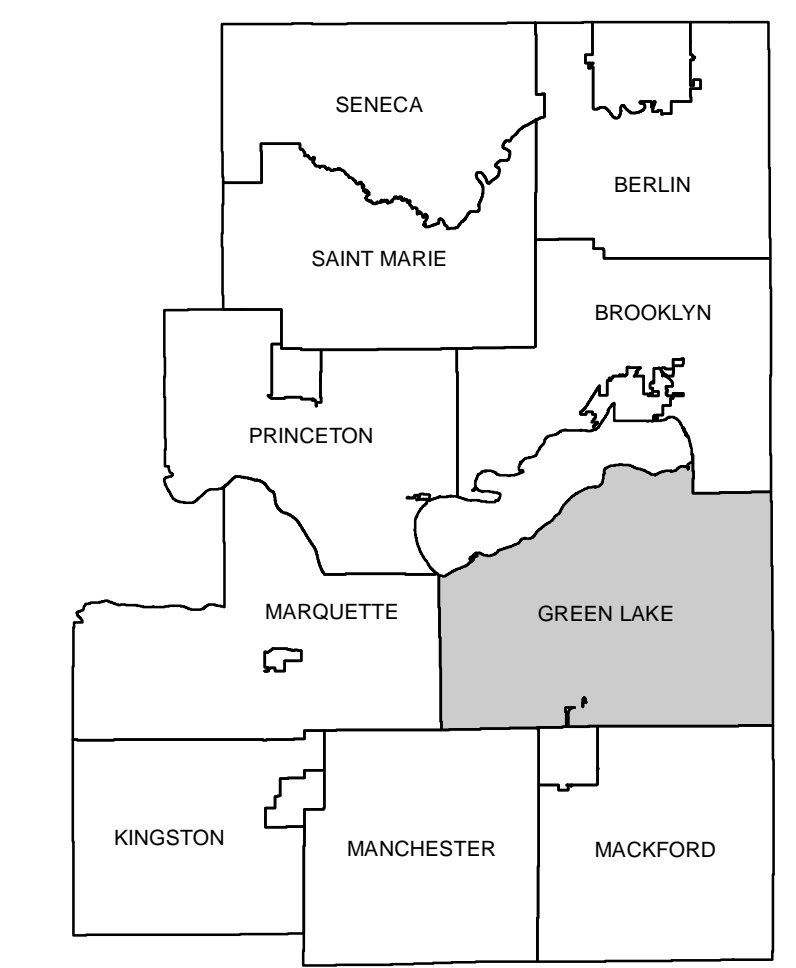 SENECA
BERLIN
SAINT MARIE
BROOKLYN
PRINCETON
MARQUETTE
GREEN LAKE
KINGSTON
MANCHESTER
MACKFORD